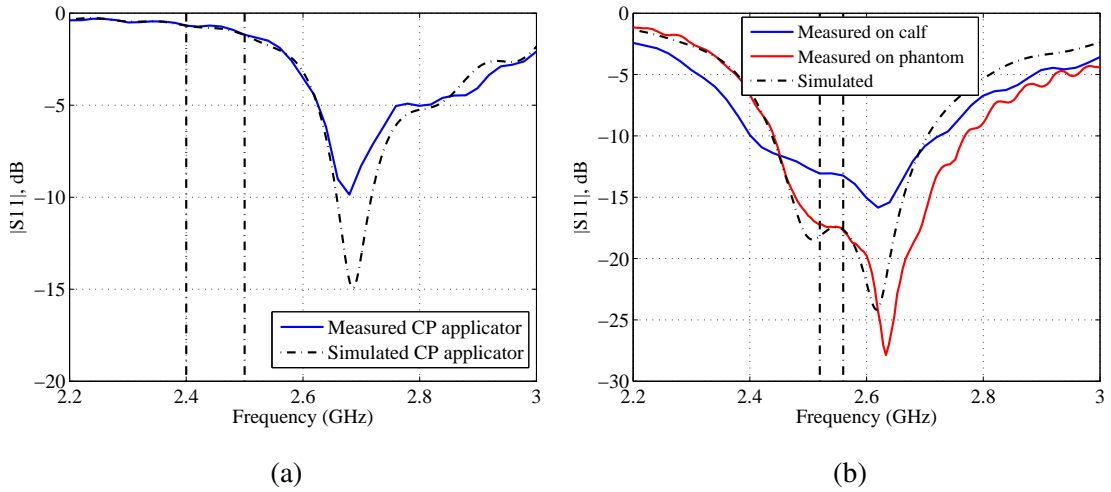 0
−5
−10
−15
−20
|S11|, dB
2.2 2.4 2.6 2.8 3
Frequency (GHz)
Measured CP applicator
Simulated CP applicator
(a)
0
−5
−10
−15
−20
−25
−30
|S11|, dB
2.2 2.4 2.6 2.8 3
Frequency (GHz)
Measured on calf
Measured on phantom
Simulated
(b)